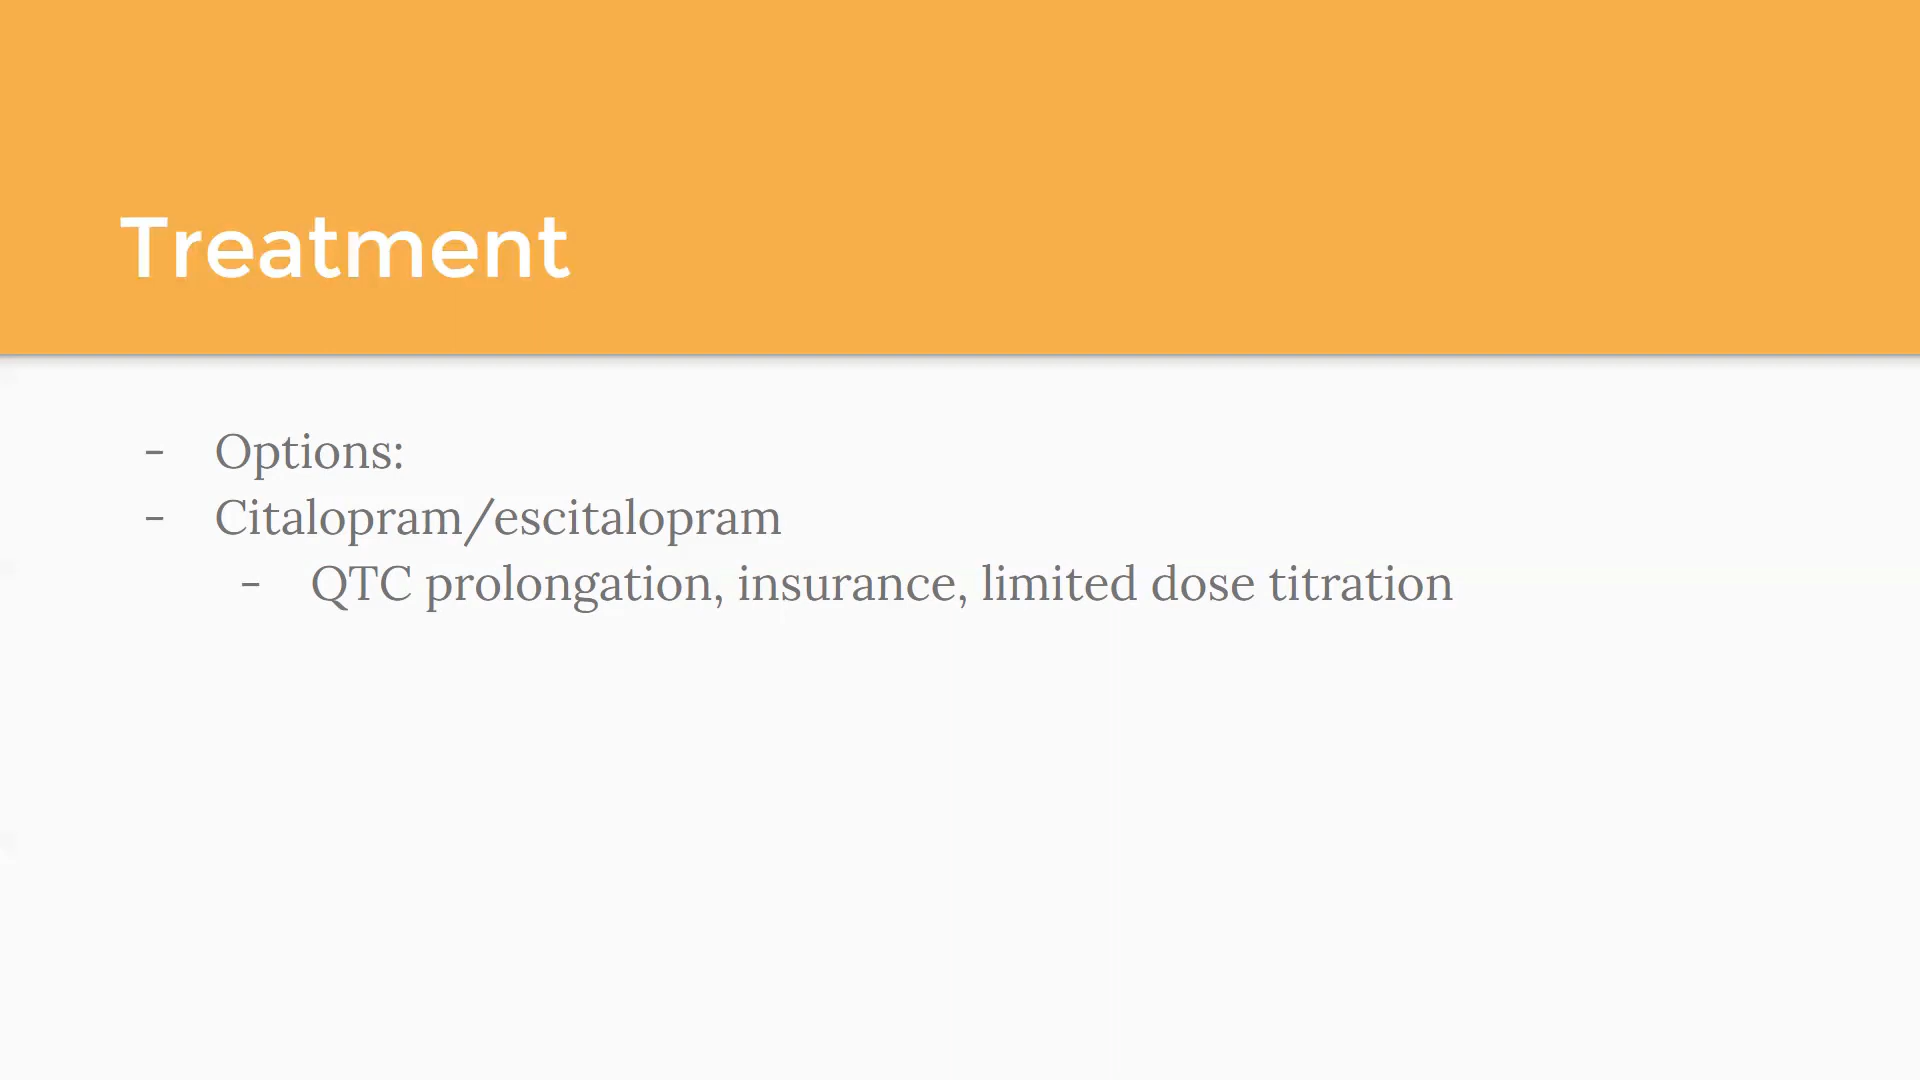 Treatment
- Options:
- Citalopram/escitalopram
- QTC prolongation, insurance, limited dose titration